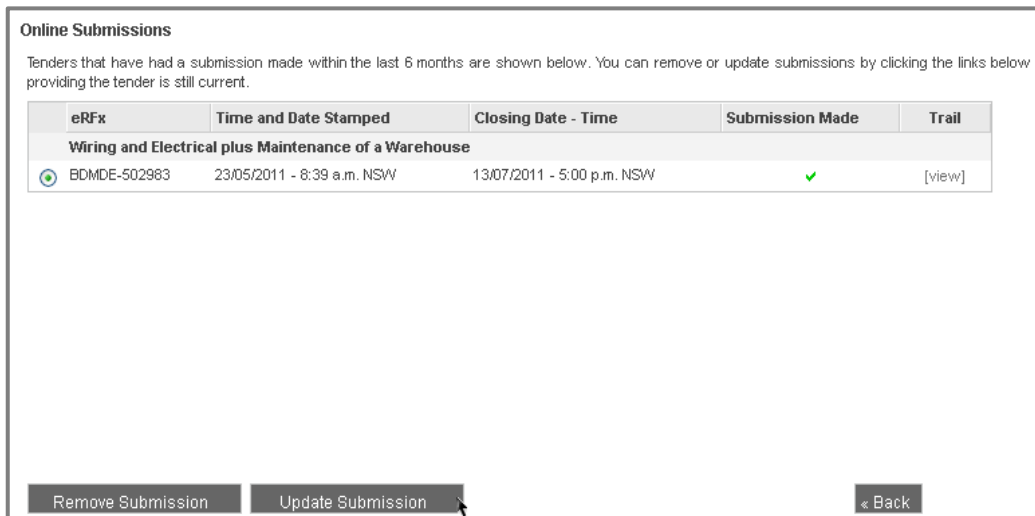 Online Submissions
Tenders that have had a submission made within the last 6 months are shown below. You can remove or update submissions by clicking the links below
providing the tender is still current.
eRFx Time and Date Stamped Closing Date - Time Submission Made Trail
Wiring and Electrical plus Maintenance of a Warehouse
BDMDE-502983 23/05/2011 - 8:39 a.m. NSW 13/07/2011 - 5:00 p.m. NSW [view]
Remove Submission Update Submission « Back